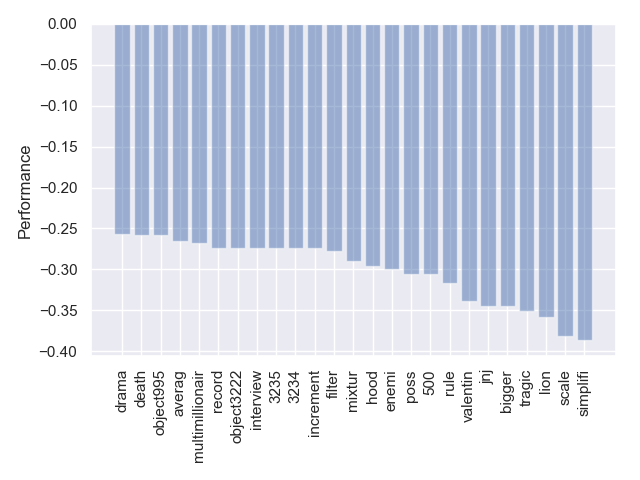 0.00
−0.05
−0.10
−0.15
−0.20
−0.25
−0.30
−0.35
−0.40
Performance
drama
death
object995
averag
multimillionair
record
object3222
interview
3235
3234
increment
filter
mixtur
hood
enemi
poss
500
rule
valentin
jnj
bigger
tragic
lion
scale
simplifi